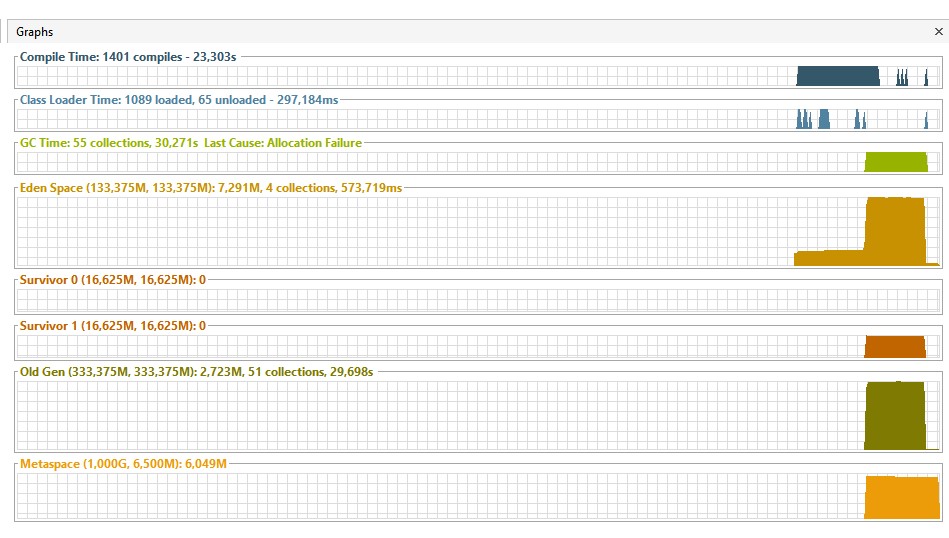 Graphs
Compile Time: 1401 compiles - 23,303s
Class Loader Time: 1089 loaded, 65 unloaded - 297,184ms
GC Time: 55 collections, 30,271s  Last Cause: Allocation Failure
Eden Space (133,375M, 133,375M): 7,291M, 4 collections, 573,719ms
Survivor 0 (16,625M, 16,625M): 0
Survivor 1 (16,625M, 16,625M): 0
Old Gen (333,375M, 333,375M): 2,723M, 51 collections, 29,698s
Metaspace (1,000G, 6,500M): 6,049M